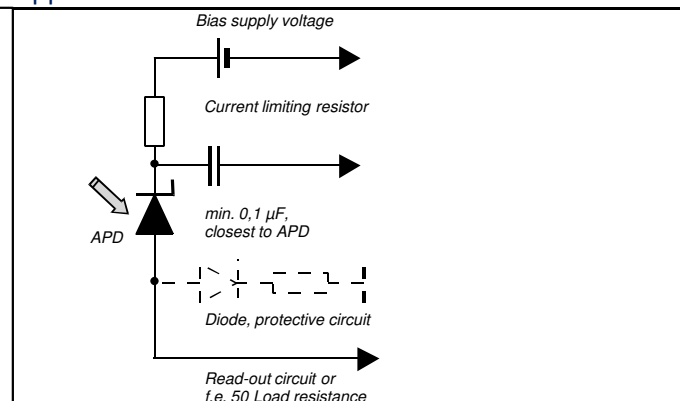 Bias supply voltage
Current limiting resistor
min. 0,1 µF,
closest to APD
APD
Diode, protective circuit
Read-out circuit or
f.e. 50 Load resistance